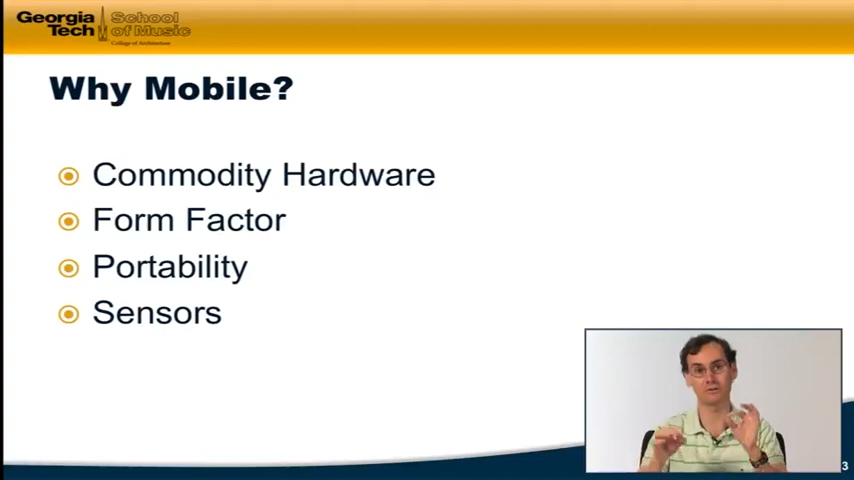 Georgia Tech
School of Music
College of Architecture
Why Mobile?
Commodity Hardware
Form Factor
Portability
Sensors
3